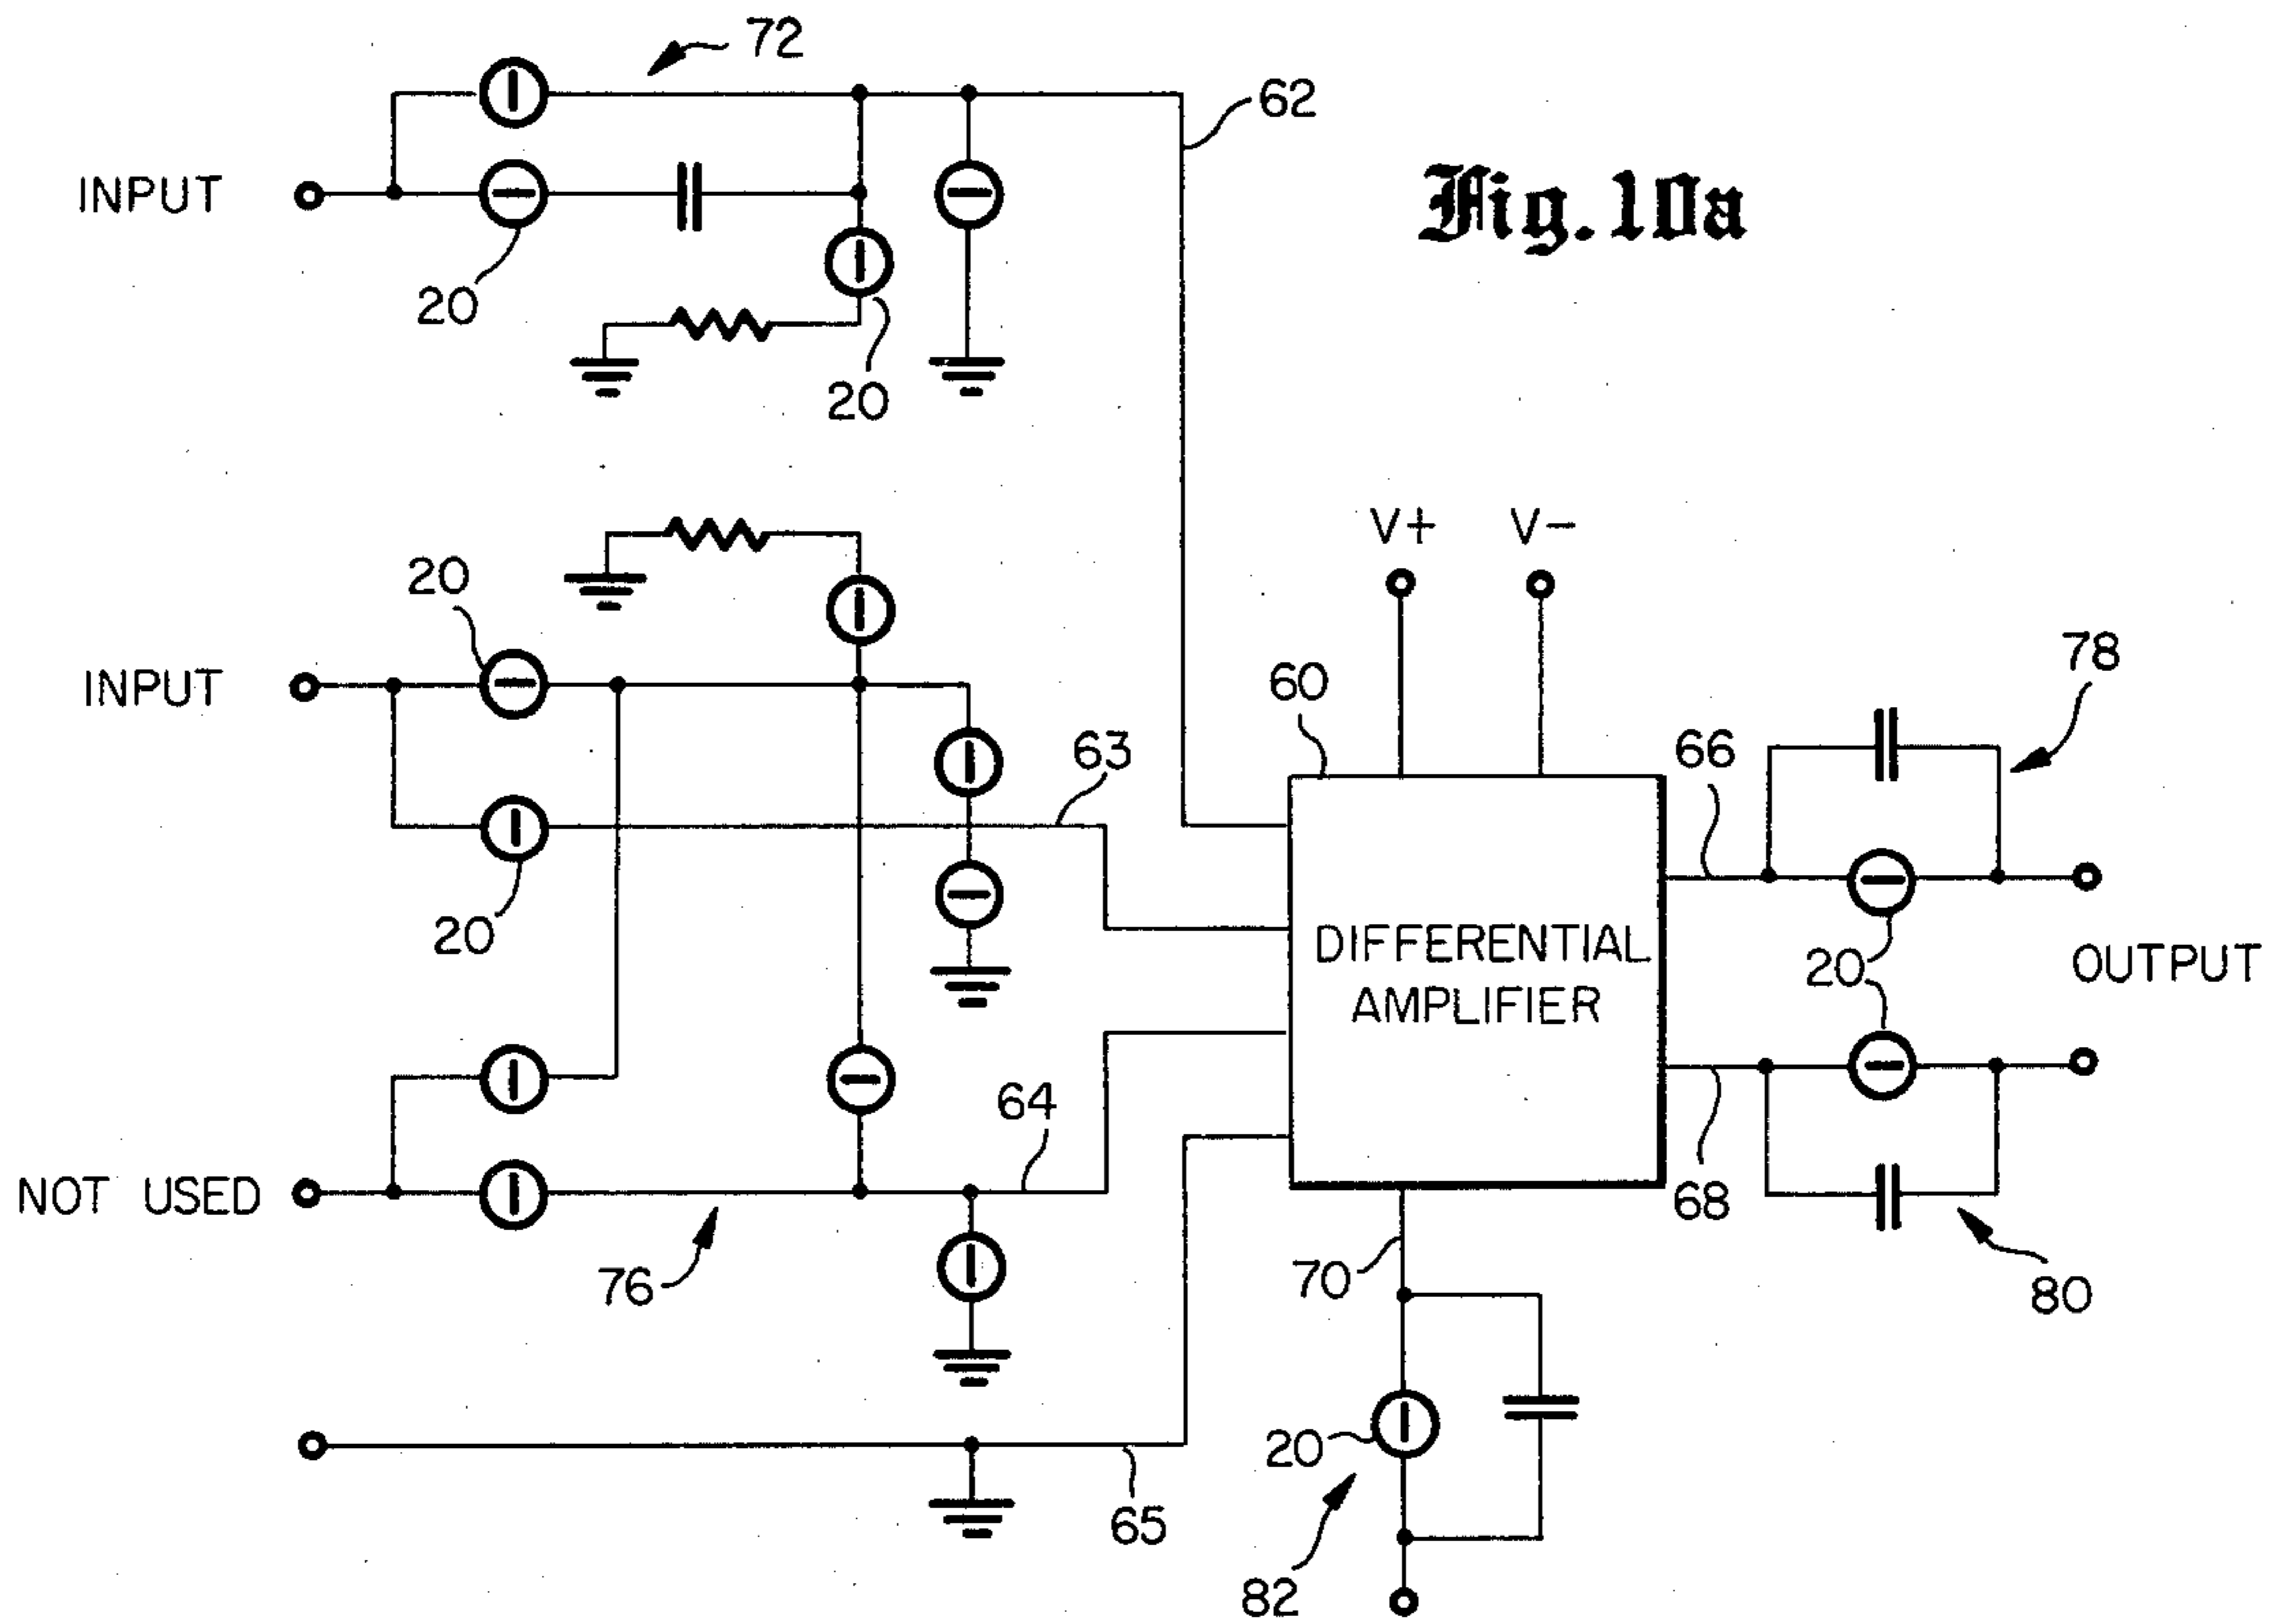 72
62
INPUT
Fig. 10a
20
20
V+ V-
20
INPUT
60
78
63
66
20
DIFFERENTIAL
AMPLIFIER
20
OUTPUT
64
NOT USED
76
70
68
80
20
65
82